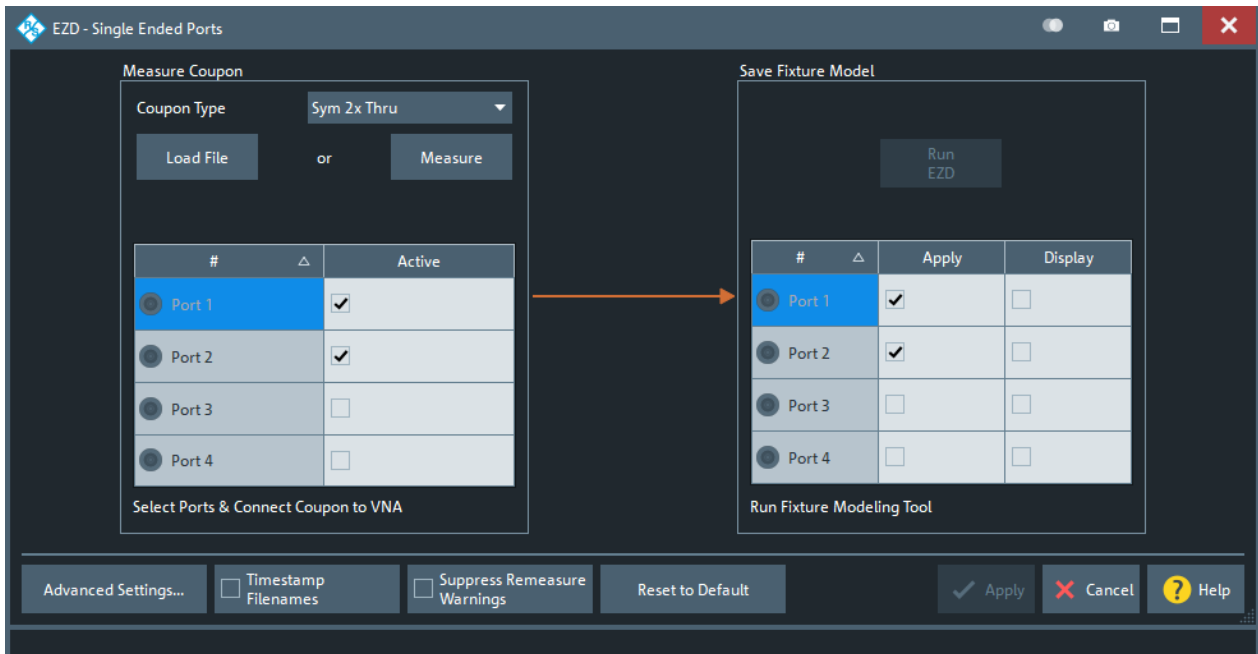 EZD - Single Ended Ports
Measure Coupon
Coupon Type
Sym 2x Thru
Load File
or
Measure
# Active
Port 1
Port 2
Port 3
Port 4
Select Ports & Connect Coupon to VNA
Save Fixture Model
Run
EZD
# Apply Display
Port 1
Port 2
Port 3
Port 4
Run Fixture Modeling Tool
Advanced Settings...
Timestamp
Filenames
Suppress Remeasure
Warnings
Reset to Default
Apply
Cancel
Help